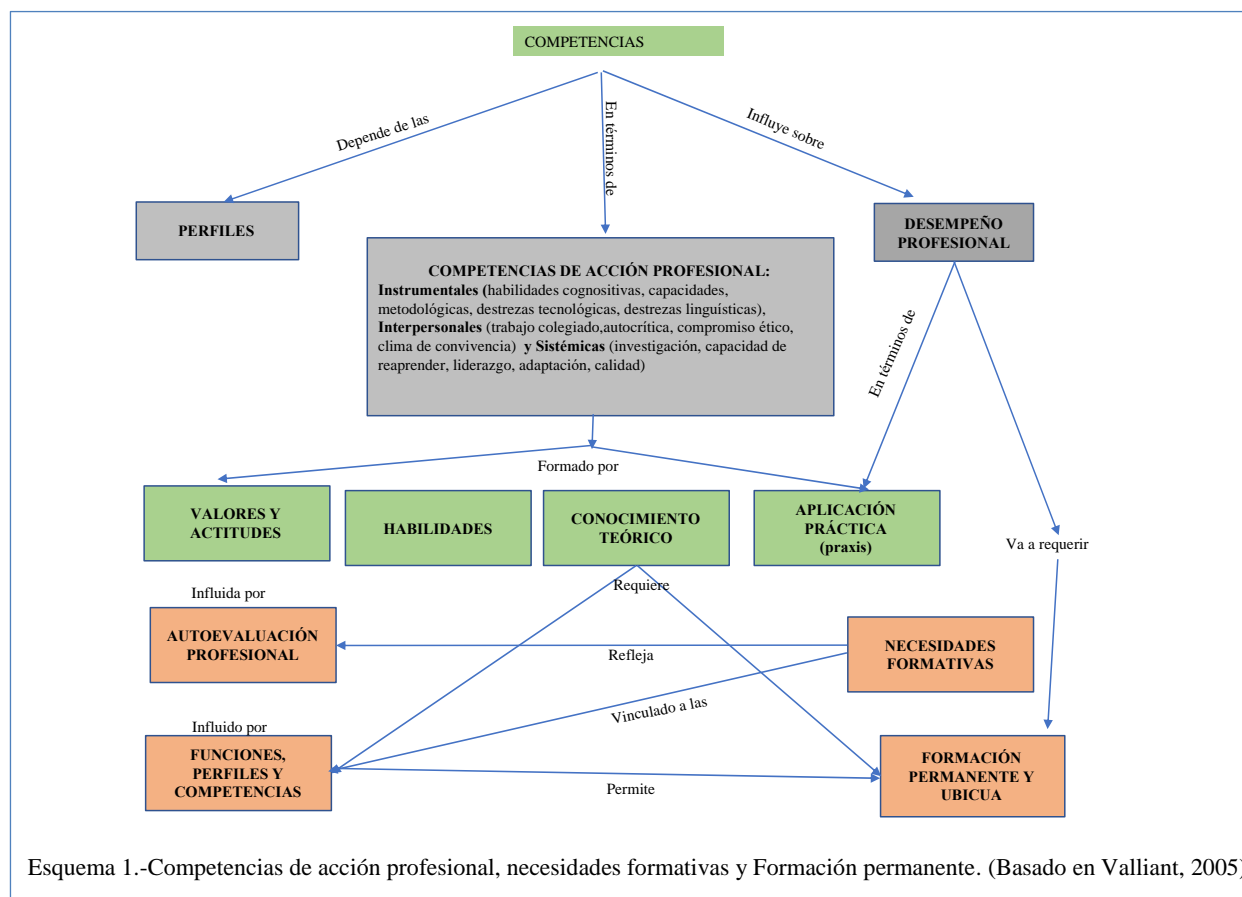 COMPETENCIAS
Depende de las
En términos de
Influye sobre
PERFILES
DESEMPEÑO
PROFESIONAL
COMPETENCIAS DE ACCIÓN PROFESIONAL:
Instrumentales (habilidades cognositivas, capacidades,
metodológicas, destrezas tecnológicas, destrezas linguísticas),
Interpersonales (trabajo colegiado,autocrítica, compromiso ético,
clima de convivencia) y Sistémicas (investigación, capacidad de
reaprender, liderazgo, adaptación, calidad)
En términos de
Formado por
VALORES Y
ACTITUDES
HABILIDADES
CONOCIMIENTO
TEÓRICO
APLICACIÓN
PRÁCTICA
(praxis)
Va a requerir
Influida por
Requiere
AUTOEVALUACIÓN
PROFESIONAL
Refleja
NECESIDADES
FORMATIVAS
Vinculado a las
Influido por
FUNCIONES,
PERFILES Y
COMPETENCIAS
Permite
FORMACIÓN
PERMANENTE Y
UBICUA
Esquema 1.-Competencias de acción profesional, necesidades formativas y Formación permanente. (Basado en Valliant, 2005)